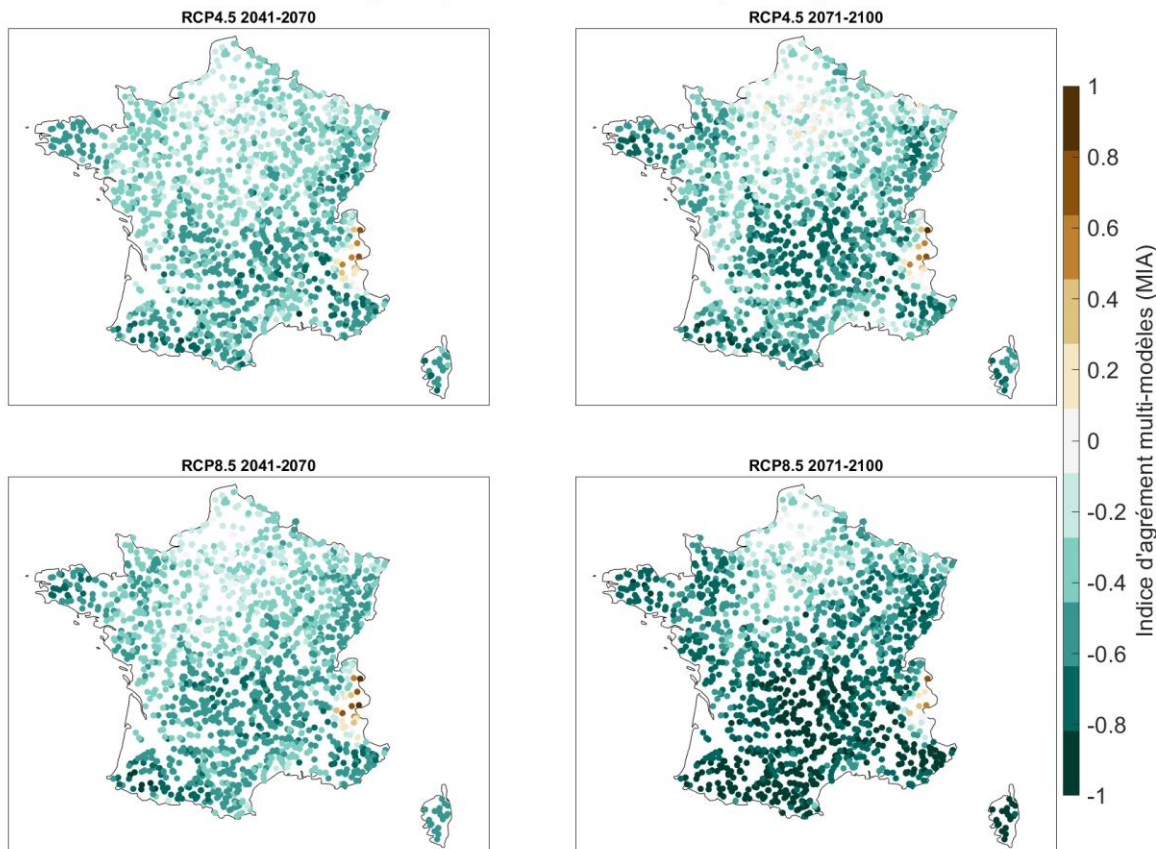 RCP4.5 2041-2070
RCP4.5 2071-2100
RCP8.5 2041-2070
RCP8.5 2071-2100
1
0.8
0.6
0.4
0.2
0
-0.2
-0.4
-0.6
-0.8
-1
Indice d'agrément multi-modèles (MIA)